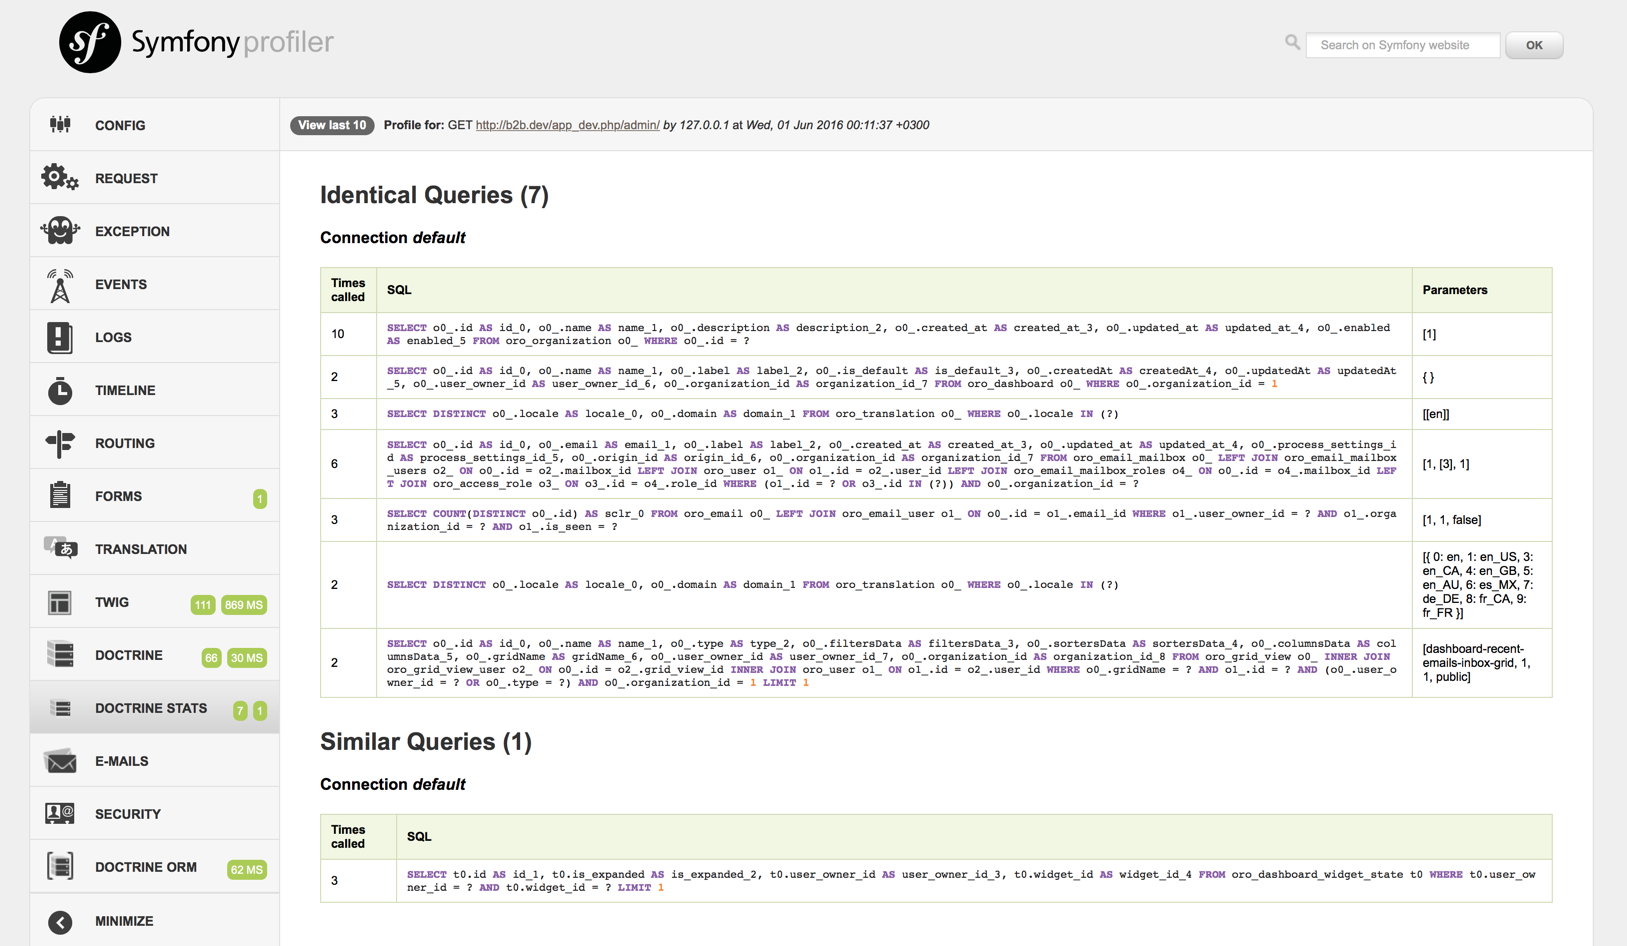 sf Symfony profiler
Search on Symfony website
OK
CONFIG
REQUEST
EXCEPTION
EVENTS
LOGS
TIMELINE
ROUTING
FORMS 1
TRANSLATION
TWIG 111 869 MS
DOCTRINE 66 30 MS
DOCTRINE STATS 7 1
E-MAILS
SECURITY
DOCTRINE ORM 62 MS
MINIMIZE
View last 10 Profile for: GET http://b2b.dev/app_dev.php/admin/ by 127.0.0.1 at Wed, 01 Jun 2016 00:11:37 +0300
Identical Queries (7)
Connection default
Times
called
SQL
Parameters
10
SELECT o0_.id AS id_0, o0_.name AS name_1, o0_.description AS description_2, o0_.created_at AS created_at_3, o0_.updated_at AS updated_at_4, o0_.enabled
AS enabled_5 FROM oro_organization o0_ WHERE o0_.id = ?
[1]
2
SELECT o0_.id AS id_0, o0_.name AS name_1, o0_.label AS label_2, o0_.is_default AS is_default_3, o0_.createdAt AS createdAt_4, o0_.updatedAt AS updatedAt
_5, o0_.user_owner_id AS user_owner_id_6, o0_.organization_id AS organization_id_7 FROM oro_dashboard o0_ WHERE o0_.organization_id = 1
{ }
3
SELECT DISTINCT o0_.locale AS locale_0, o0_.domain AS domain_1 FROM oro_translation o0_ WHERE o0_.locale IN (?)
[[en]]
6
SELECT o0_.id AS id_0, o0_.email AS email_1, o0_.label AS label_2, o0_.created_at AS created_at_3, o0_.updated_at AS updated_at_4, o0_.process_settings_i
d AS process_settings_id_5, o0_.origin_id AS origin_id_6, o0_.organization_id AS organization_id_7 FROM oro_email_mailbox o0_ LEFT JOIN oro_email_mailbox
_users o2_ ON o0_.id = o2_.mailbox_id LEFT JOIN oro_user o1_ ON o1_.id = o2_.user_id LEFT JOIN oro_email_mailbox_roles o4_ ON o0_.id = o4_.mailbox_id LEF
T JOIN oro_access_role o3_ ON o3_.id = o4_.role_id WHERE (o1_.id = ? OR o3_.id IN (?)) AND o0_.organization_id = ?
[1, [3], 1]
3
SELECT COUNT(DISTINCT o0_.id) AS sclr_0 FROM oro_email o0_ LEFT JOIN oro_email_user o1_ ON o0_.id = o1_.email_id WHERE o1_.user_owner_id = ? AND o1_.orga
nization_id = ? AND o1_.is_seen = ?
[1, 1, false]
2
SELECT DISTINCT o0_.locale AS locale_0, o0_.domain AS domain_1 FROM oro_translation o0_ WHERE o0_.locale IN (?)
[{ 0: en, 1: en_US, 3:
en_CA, 4: en_GB, 5:
en_AU, 6: es_MX, 7:
de_DE, 8: fr_CA, 9:
fr_FR }]
2
SELECT o0_.id AS id_0, o0_.name AS name_1, o0_.type AS type_2, o0_.filtersData AS filtersData_3, o0_.sortersData AS sortersData_4, o0_.columnsData AS col
umnsData_5, o0_.gridName AS gridName_6, o0_.user_owner_id AS user_owner_id_7, o0_.organization_id AS organization_id_8 FROM oro_grid_view o0_ INNER JOIN
oro_grid_view_user o2_ ON o0_.id = o2_.grid_view_id INNER JOIN oro_user o1_ ON o1_.id = o2_.user_id WHERE o0_.gridName = ? AND o1_.id = ? AND (o0_.user_o
wner_id = ? OR o0_.type = ?) AND o0_.organization_id = 1 LIMIT 1
[dashboard-recent-
emails-inbox-grid, 1,
1, public]
Similar Queries (1)
Connection default
Times
called
SQL
3
SELECT t0.id AS id_1, t0.is_expanded AS is_expanded_2, t0.user_owner_id AS user_owner_id_3, t0.widget_id AS widget_id_4 FROM oro_dashboard_widget_state t0 WHERE t0.user_ow
ner_id = ? AND t0.widget_id = ? LIMIT 1